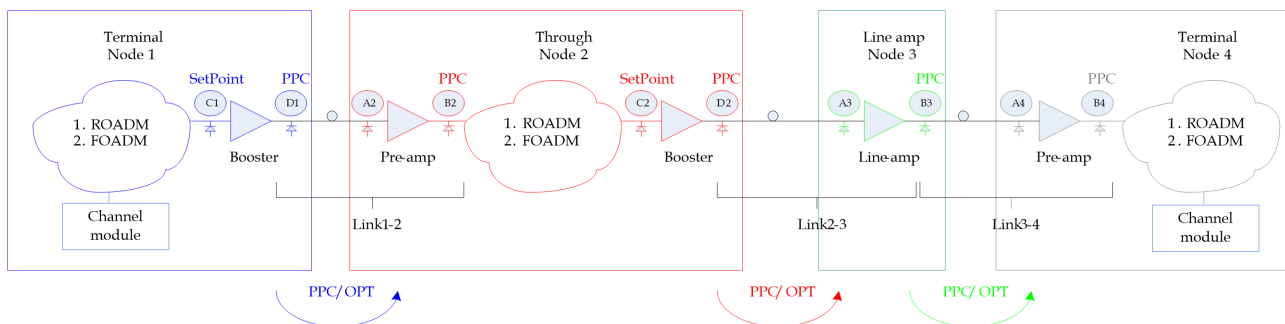 Terminal
Node 1
Through
Node 2
Line amp
Node 3
Terminal
Node 4
SetPoint
PPC
PPC
SetPoint
PPC
PPC
PPC
C1
D1
A2
B2
C2
D2
A3
B3
A4
B4
1. ROADM
2. FOADM
1. ROADM
2. FOADM
1. ROADM
2. FOADM
Booster
Pre-amp
Booster
Line-amp
Pre-amp
Channel
module
Link1-2
Link2-3
Link3-4
Channel
module
PPC/ OPT
PPC/ OPT
PPC/ OPT